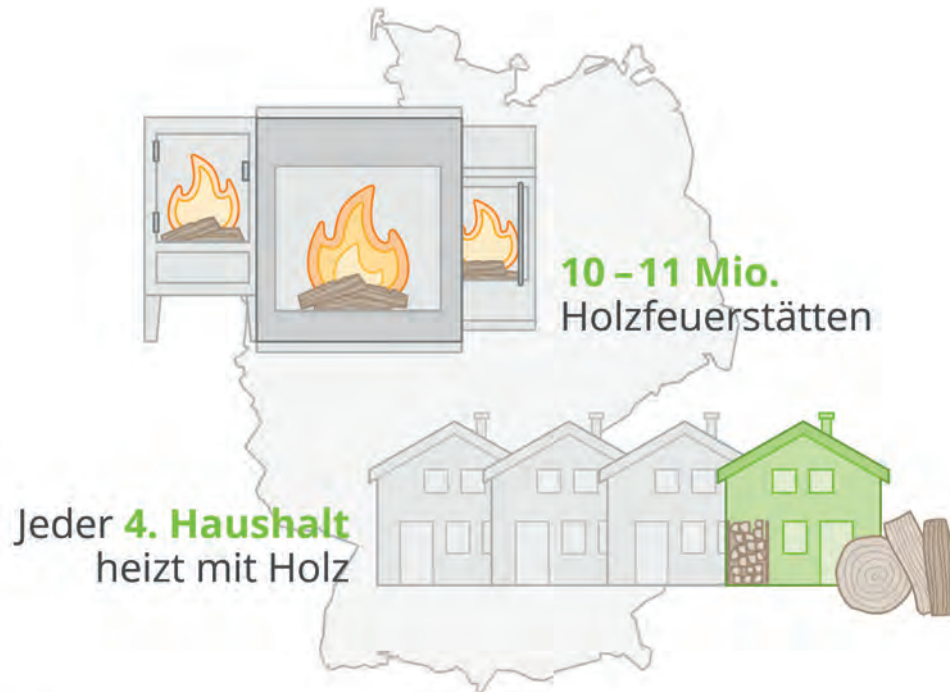 10 – 11 Mio.
Holzfeuerstätten
Jeder 4. Haushalt
heizt mit Holz